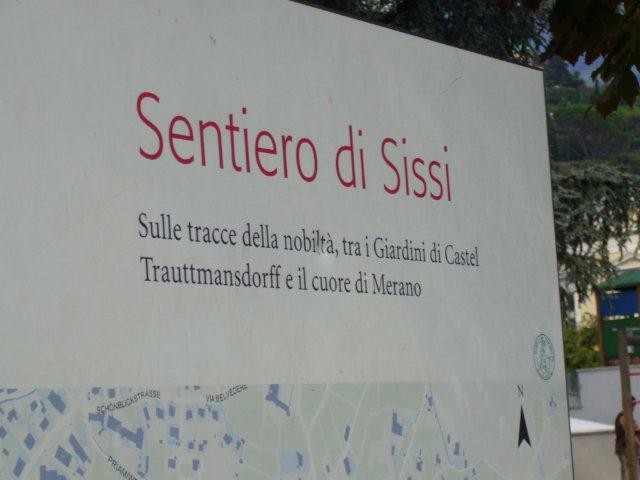 Sentiero di Sissi
Sulle tracce della nobiltà, tra i Giardini di Castel
Trauttmansdorff e il cuore di Merano
SCHÖNBLICKSTRASSE
VIA BELVEDERE
N